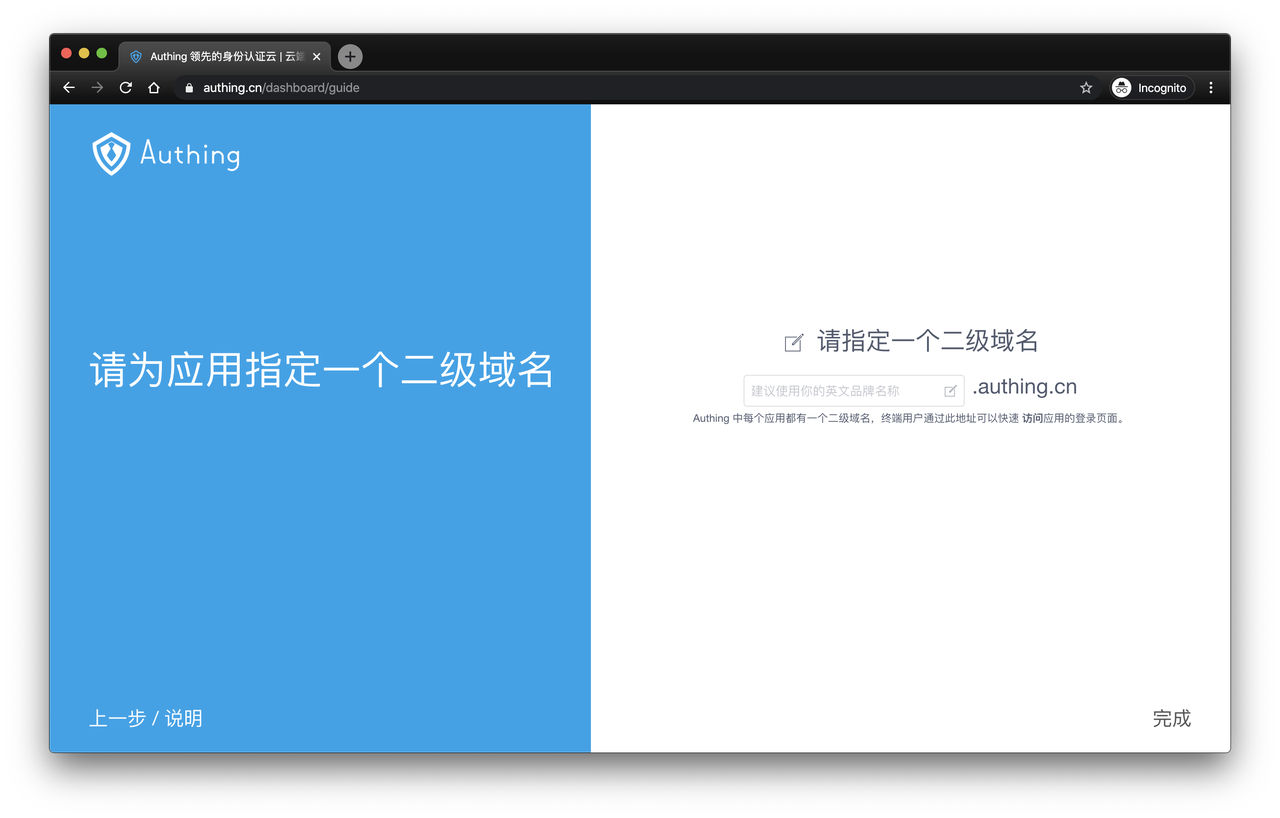 Authing 领先的身份认证云 | 云端
authing.cn/dashboard/guide
Incognito
Authing
请为应用指定一个二级域名
上一步 / 说明
请指定一个二级域名
建议使用你的英文品牌名称
.authing.cn
Authing 中每个应用都有一个二级域名，终端用户通过此地址可以快速 访问应用的登录页面。
完成